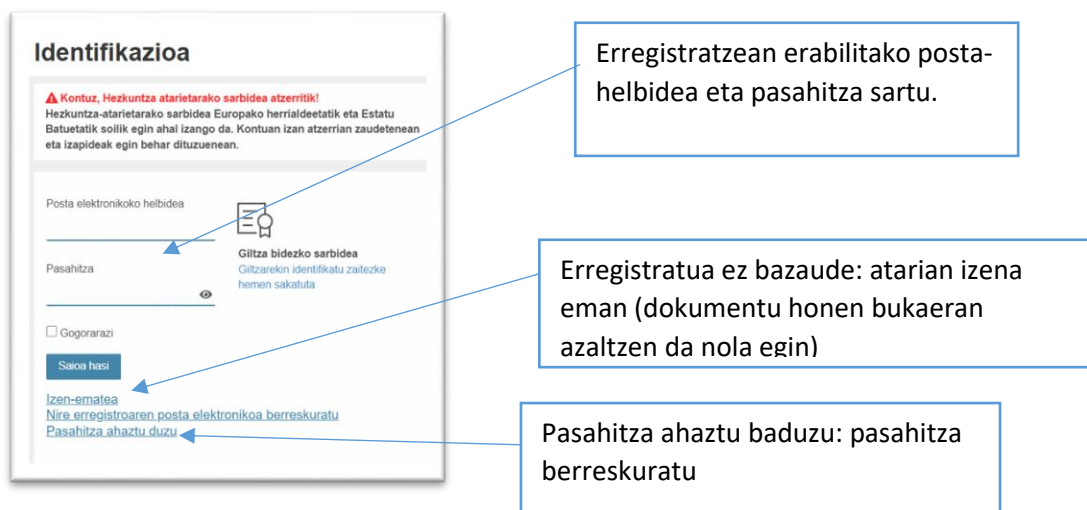 Identifikazioa
Kontuz, Hezkuntza atarietarako sarbidea atzerritik!
Hezkuntza-atarietarako sarbidea Europako herrialdeetatik eta Estatu
Batuetatik soilik egin ahal izango da. Kontuan izan atzerrian zaudetenean
eta izapideak egin behar dituzuenean.
Posta elektronikoko helbidea
Pasahitza
Giltza bidezko sarbidea
Giltzarekin identifikatu zaitezke
hemen sakatuta
Gogorarazi
Saioa hasi
Izen-ematea
Nire erregistroaren posta elektronikoa berreskuratu
Pasahitza ahaztu duzu
Erregistratzean erabilitako posta-
helbidea eta pasahitza sartu.
Erregistratua ez bazaude: atarian izena
eman (dokumentu honen bukaeran
azaltzen da nola egin)
Pasahitza ahaztu baduzu: pasahitza
berreskuratu